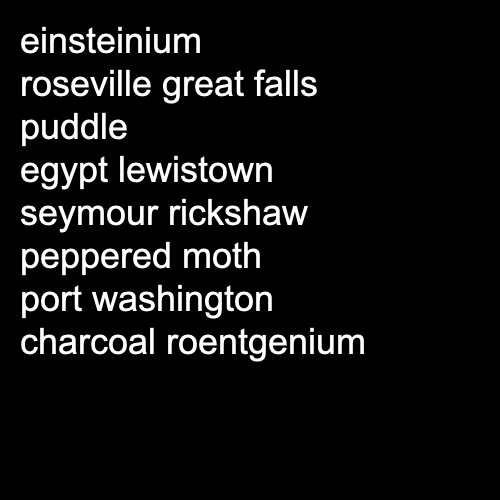 einsteinium
roseville great falls
puddle
egypt lewistown
seymour rickshaw
peppered moth
port washington
charcoal roentgenium